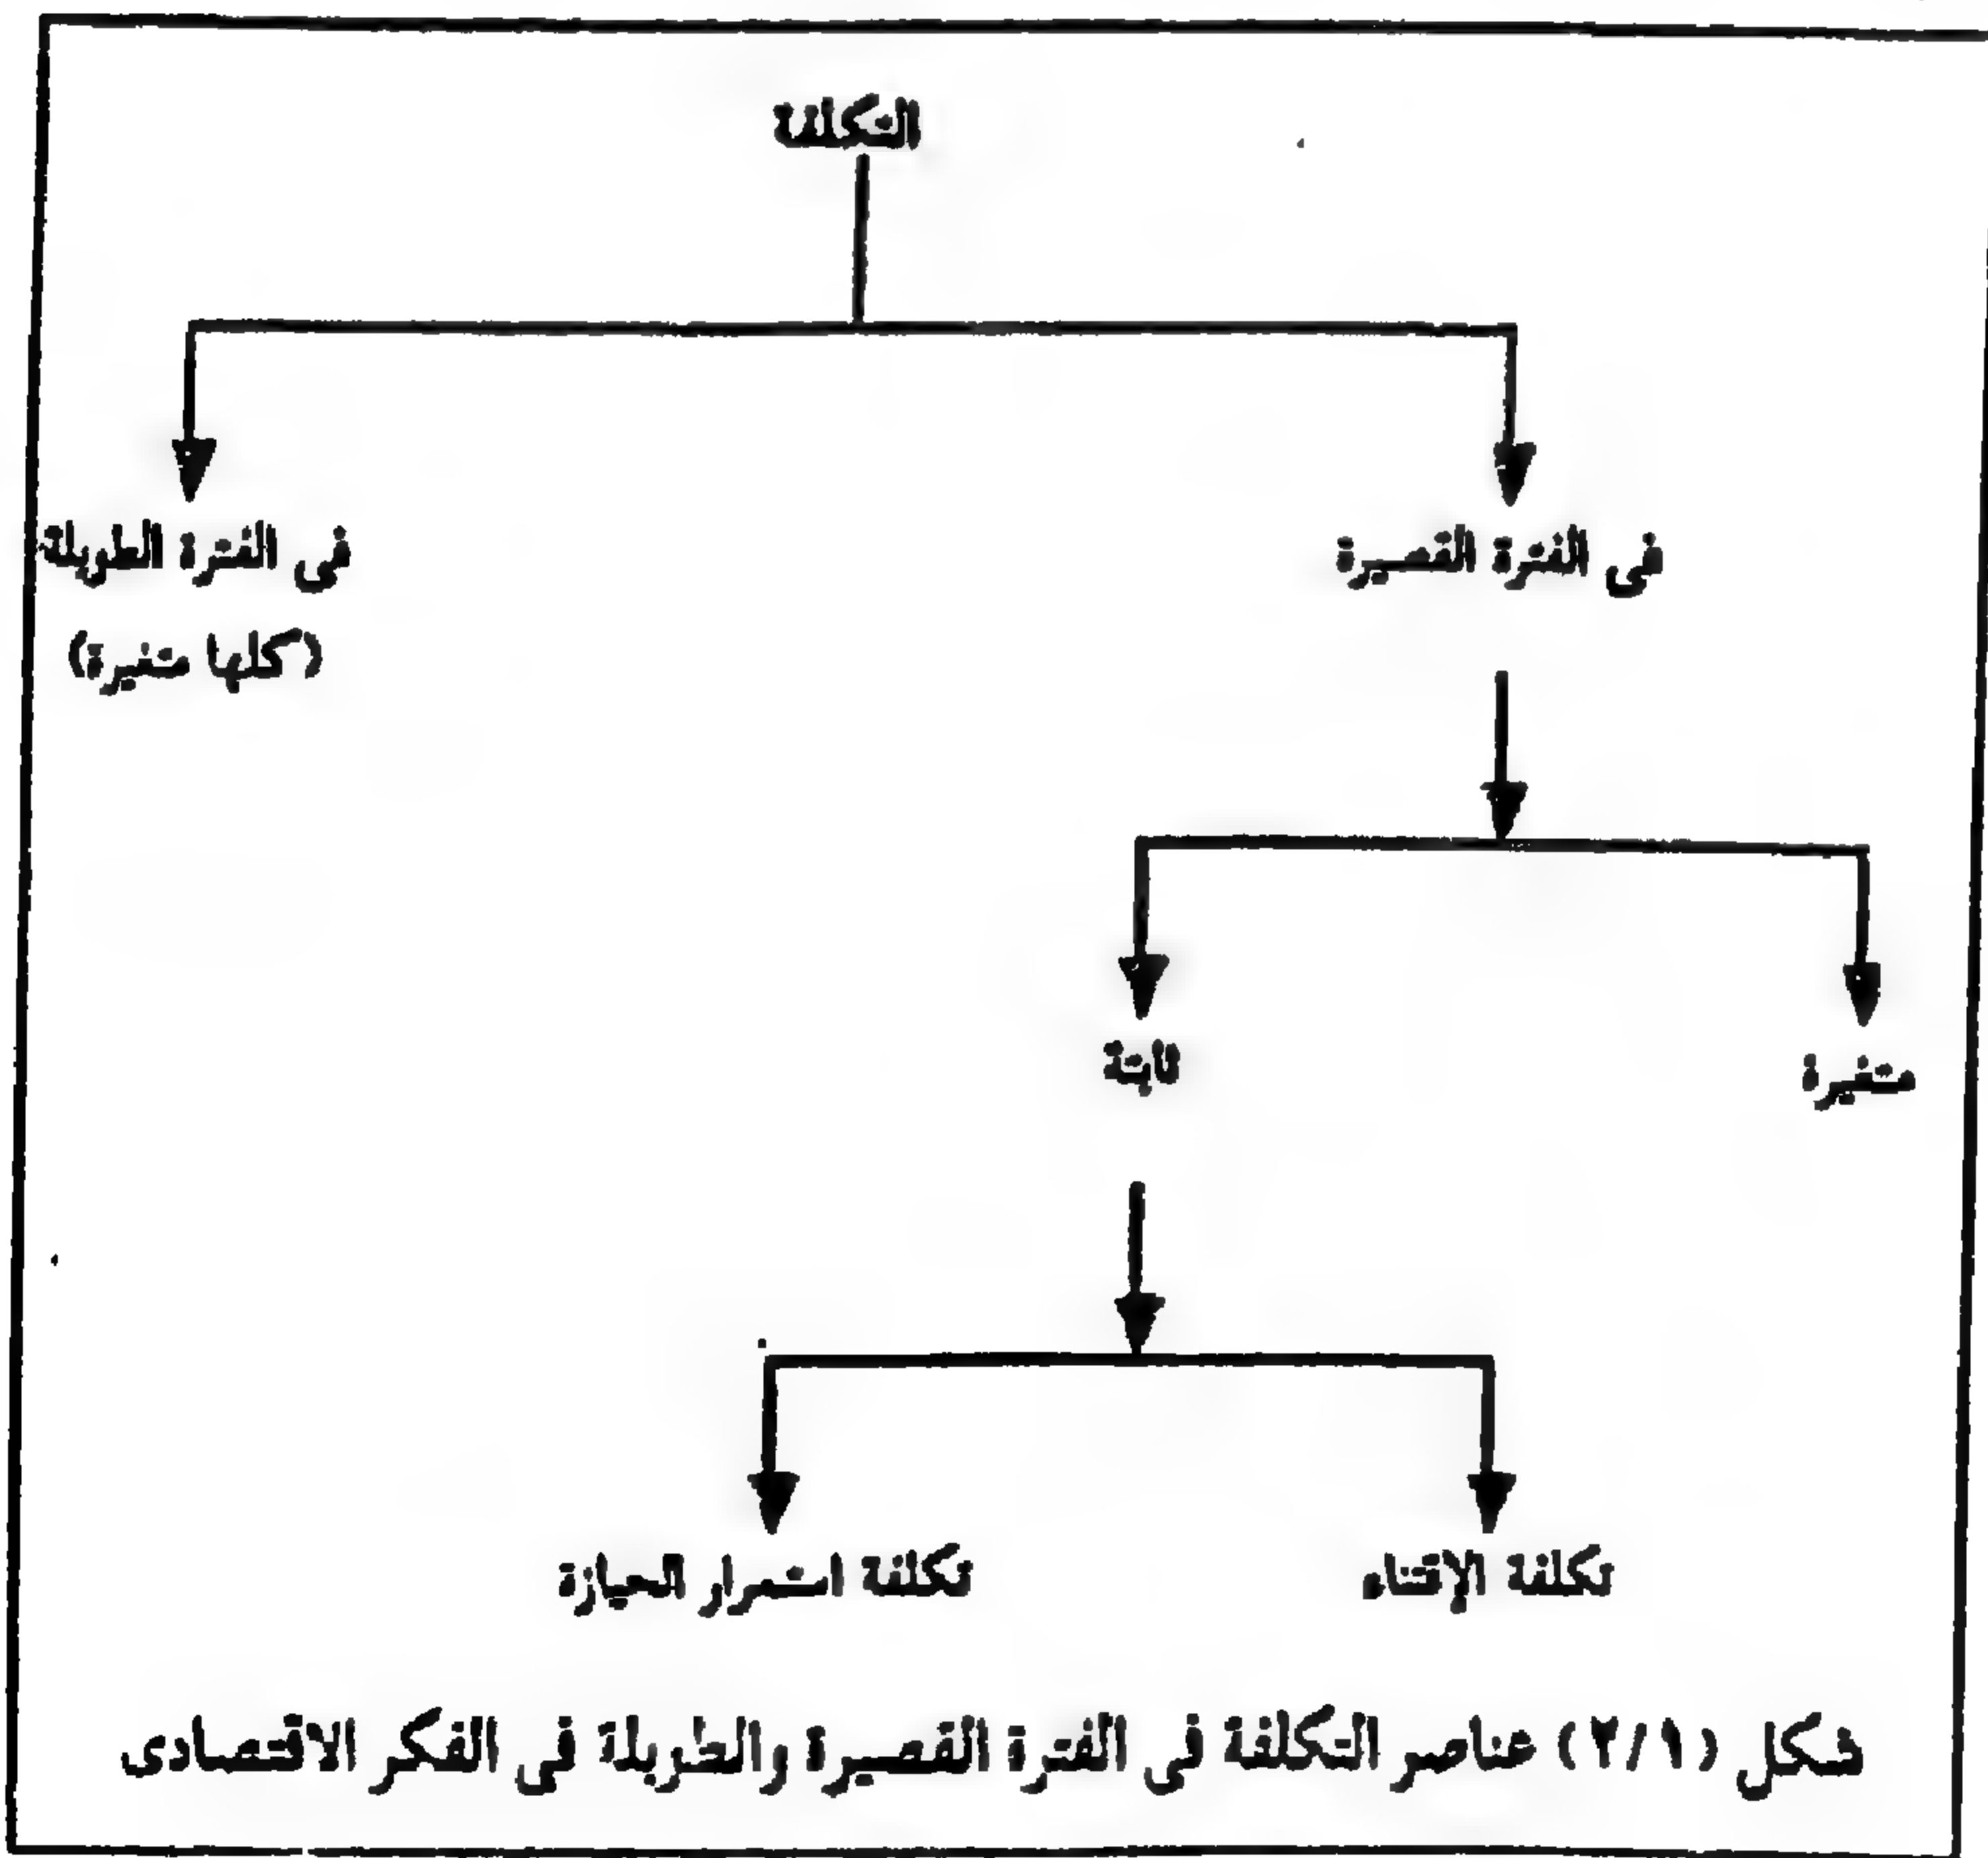 التكلفة
فى الفترة القصيرة
فى الفترة الطويلة
(كلها متغيرة)
متغيرة
ثابتة
تكلفة الإقتناء
تكلفة استمرار الحيازة
شكل (٢/١) عناصر التكلفة فى الفترة القصيرة والطويلة فى الفكر الاقتصادى